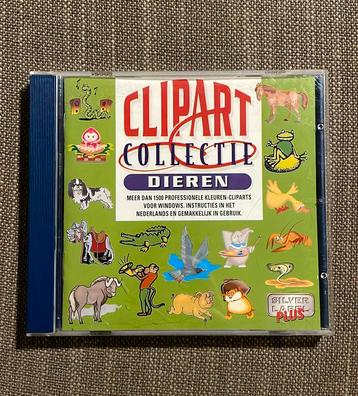 CLIPART
COLLECTIE
DIEREN
MEER DAN 1500 PROFESSIONELE KLEUREN-CLIPARTS
VOOR WINDOWS. INSTRUCTIES IN HET
NEDERLANDS EN GEMAKKELIJK IN GEBRUIK.
SILVER
LABEL
PLUS